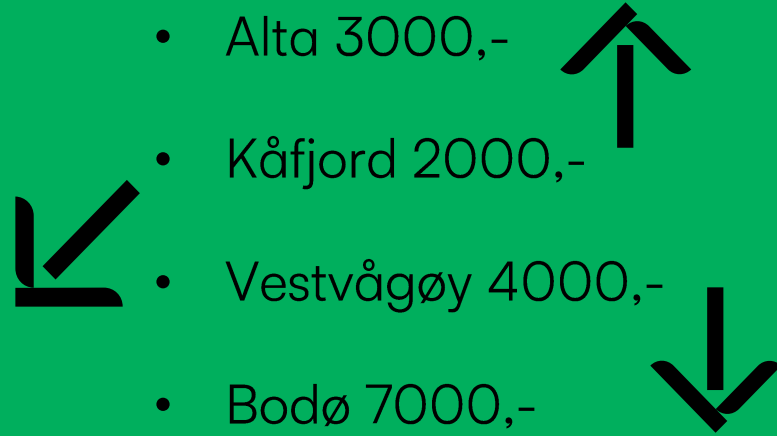 • Alta 3000,-
• Kåfjord 2000,-
• Vestvågøy 4000,-
• Bodø 7000,-